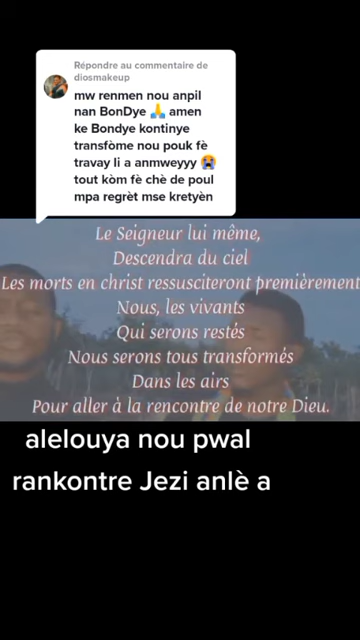 Répondre au commentaire de
diosmakeup
mw renmen nou anpil
nan BonDye 🙏 amen
ke Bondye kontinye
transfòme nou pouk fè
travay li a anmweyyy 😭
tout kòm fè chè de poul
mpa regrèt mse kretyèn
Le Seigneur lui même,
Descendra du ciel
Les morts en christ ressusciteront première­ment
Nous, les vivants
Qui serons restés
Nous serons tous transformés
Dans les airs
Pour aller à la rencontre de notre Dieu.
alelouya nou pwal
rankontre Jezi anlè a